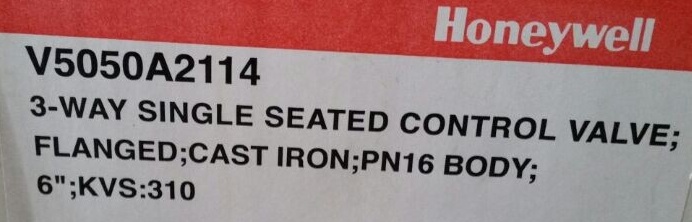 Honeywell
V5050A2114
3-WAY SINGLE SEATED CONTROL VALVE;
FLANGED;CAST IRON;PN16 BODY;
6";KVS:310